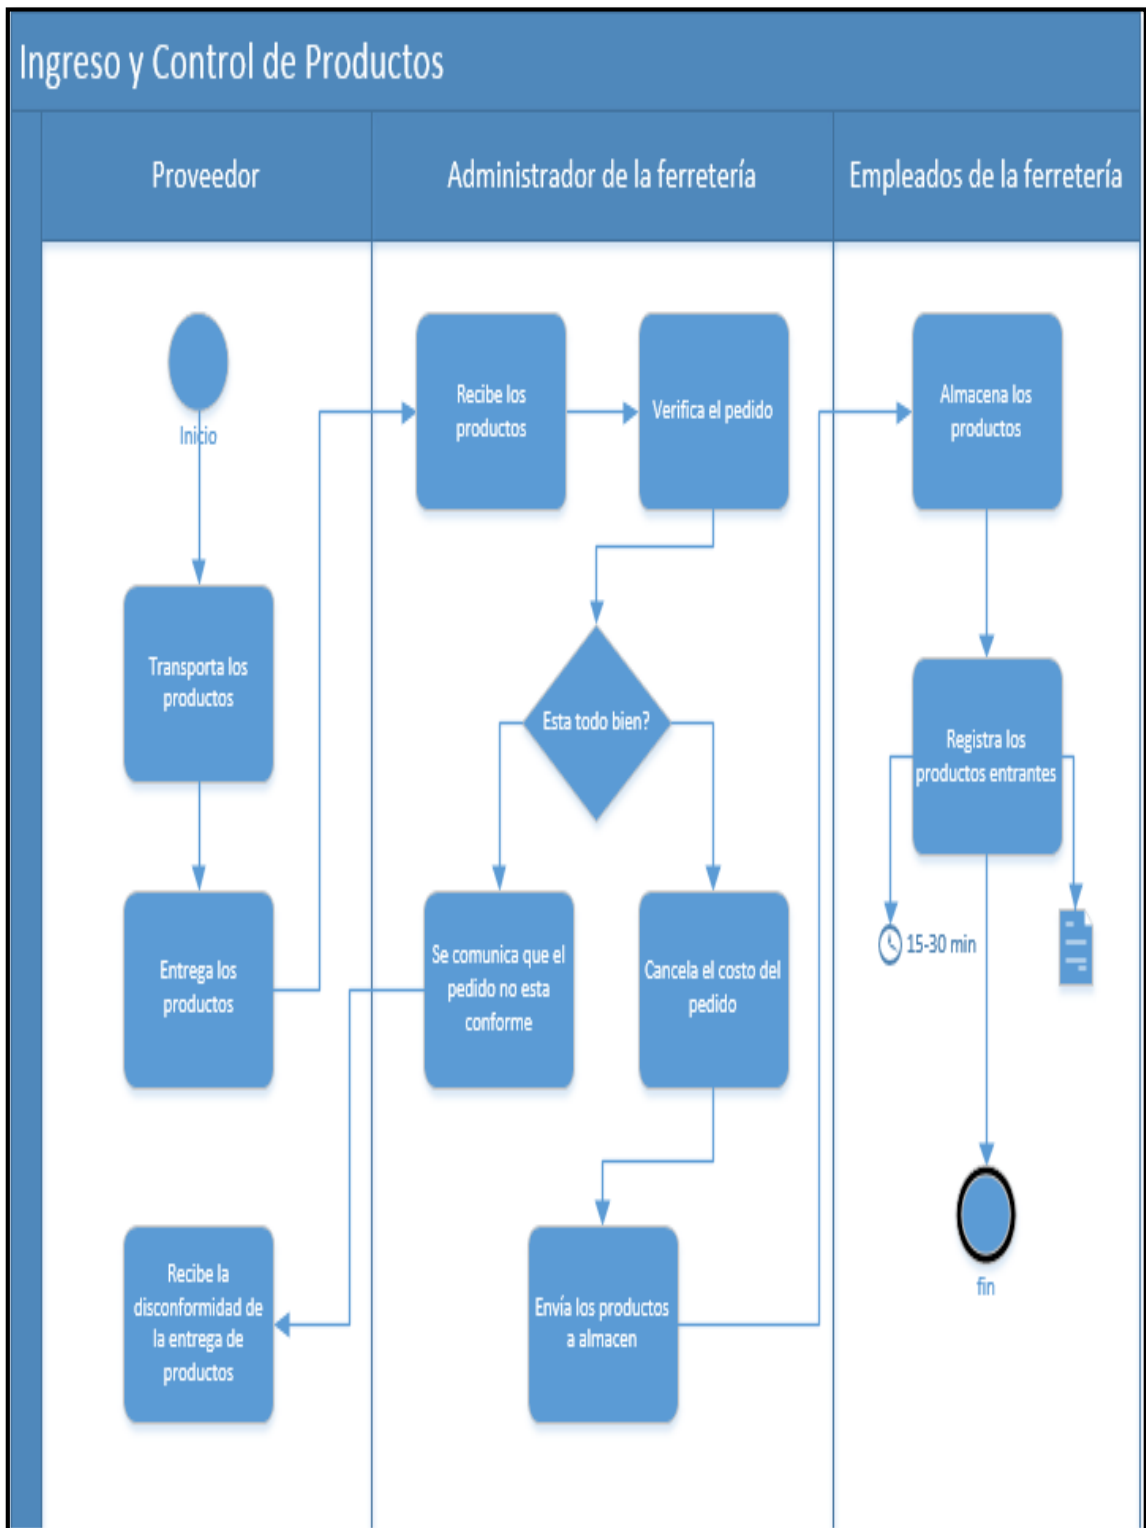 Ingreso y Control de Productos
Proveedor
Administrador de la ferretería
Empleados de la ferretería
Inicio
Recibe los
productos
Verifica el pedido
Almacena los
productos
Transporta los
productos
Esta todo bien?
Registra los
productos entrantes
Entrega los
productos
Se comunica que el
pedido no esta
conforme
Cancela el costo del
pedido
15-30 min
Recibe la
disconformidad de
la entrega de
productos
Envía los productos
a almacen
fin